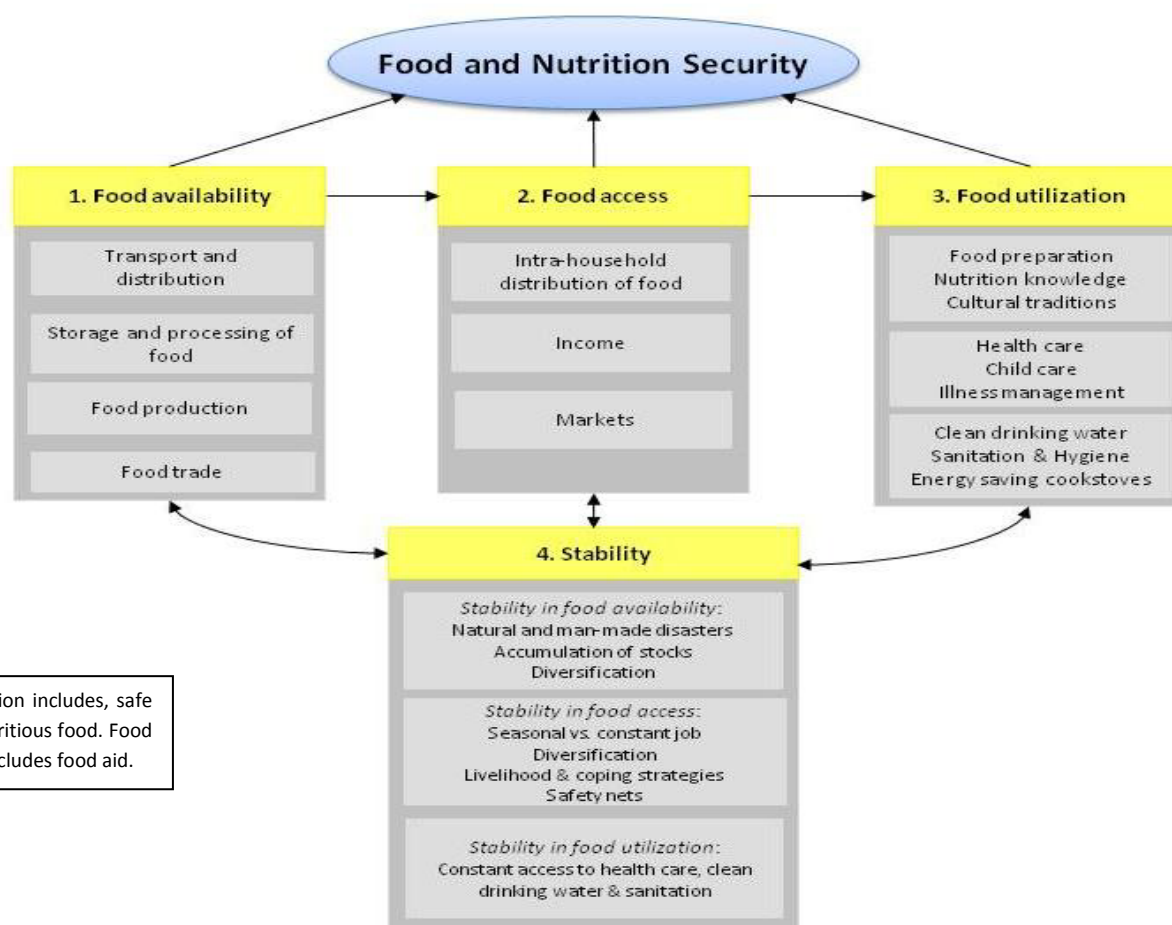 Food and Nutrition Security
1. Food availability
Transport and
distribution
Storage and processing of
food
Food production
Food trade
2. Food access
Intra-household
distribution of food
Income
Markets
3. Food utilization
Food preparation
Nutrition knowledge
Cultural traditions
Health care
Child care
Illness management
Clean drinking water
Sanitation & Hygiene
Energy saving cookstoves
4. Stability
Stability in food availability:
Natural and man-made disasters
Accumulation of stocks
Diversification
Stability in food access:
Seasonal vs. constant job
Diversification
Livelihood & coping strategies
Safety nets
Stability in food utilization:
Constant access to health care, clean
drinking water & sanitation
includes, safe
food. Food
food aid.